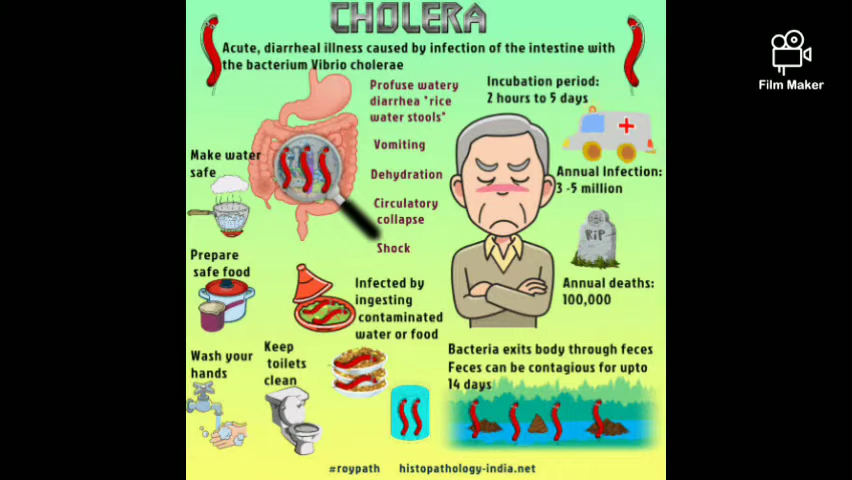 CHOLERA
Acute, diarrheal illness caused by infection of the intestine with
the bacterium Vibrio cholerae
Film Maker
Profuse watery
diarrhea "rice
water stools"
Vomiting
Dehydration
Circulatory
collapse
Shock
Incubation period:
2 hours to 5 days
Annual Infection:
3 -5 million
RIP
Annual deaths:
100,000
Make water
safe
Prepare
safe food
Wash your
hands
Keep
toilets
clean
Infected by
ingesting
contaminated
water or food
Bacteria exits body through feces
Feces can be contagious for upto
14 days
#roypath histopathology-india.net